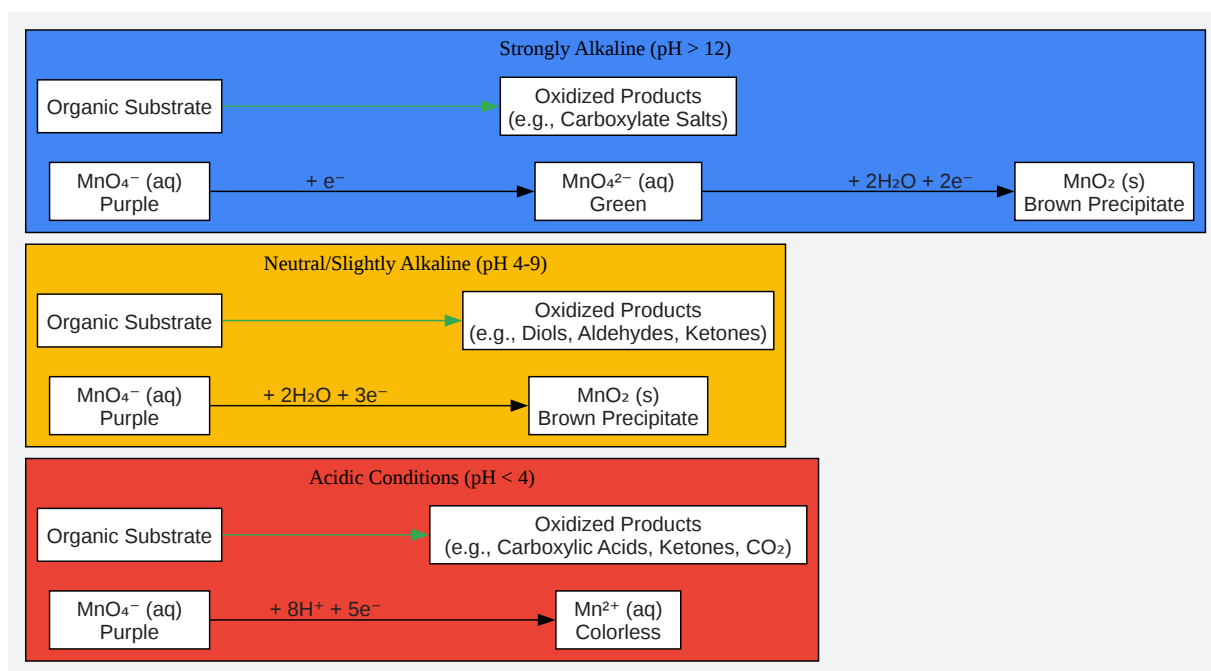 Strongly Alkaline (pH > 12)
Organic Substrate
Oxidized Products
(e.g., Carboxylate Salts)
MnO₄⁻ (aq)
Purple
+ e⁻
MnO₄²⁻ (aq)
Green
+ 2H₂O + 2e⁻
MnO₂ (s)
Brown Precipitate
Neutral/Slightly Alkaline (pH 4-9)
Organic Substrate
Oxidized Products
(e.g., Diols, Aldehydes, Ketones)
MnO₄⁻ (aq)
Purple
+ 2H₂O + 3e⁻
MnO₂ (s)
Brown Precipitate
Acidic Conditions (pH < 4)
Organic Substrate
Oxidized Products
(e.g., Carboxylic Acids, Ketones, CO₂)
MnO₄⁻ (aq)
Purple
+ 8H⁺ + 5e⁻
Mn²⁺ (aq)
Colorless